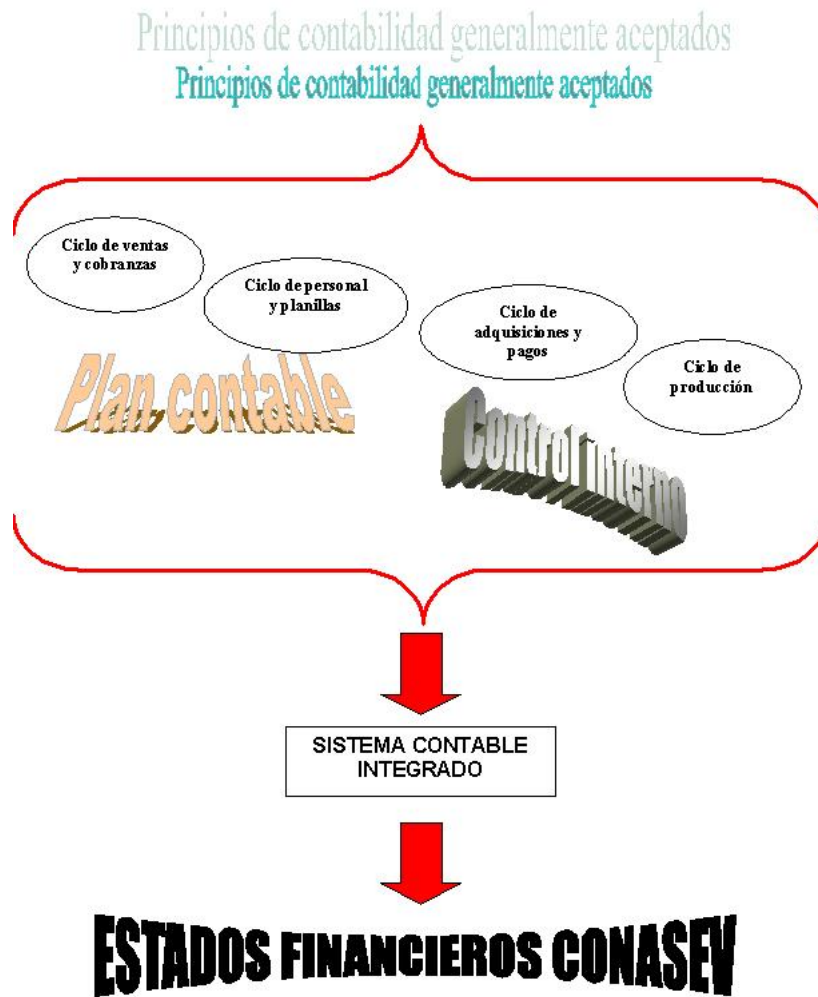 Principios de contabilidad generalmente aceptados
Principios de contabilidad generalmente aceptados
Ciclo de ventas
y cobranzas
Ciclo de personal
y planillas
Ciclo de
adquisiciones y
pagos
Ciclo de
producción
Plan contable
Control interno
SISTEMA CONTABLE
INTEGRADO
ESTADOS FINANCIEROS CONASEV